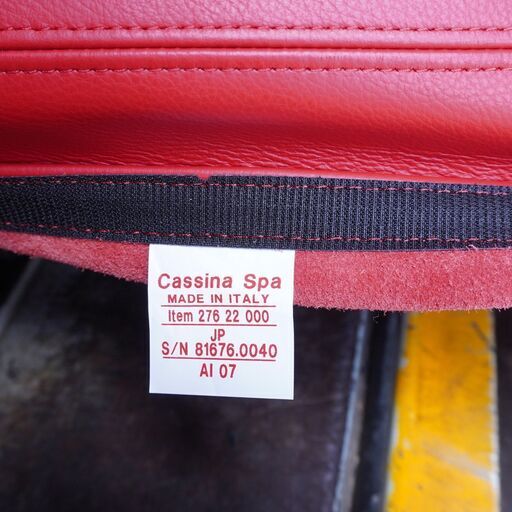 Cassina Spa
MADE IN ITALY
Item 276 22 000
JP
S/N 81676.0040
AI 07